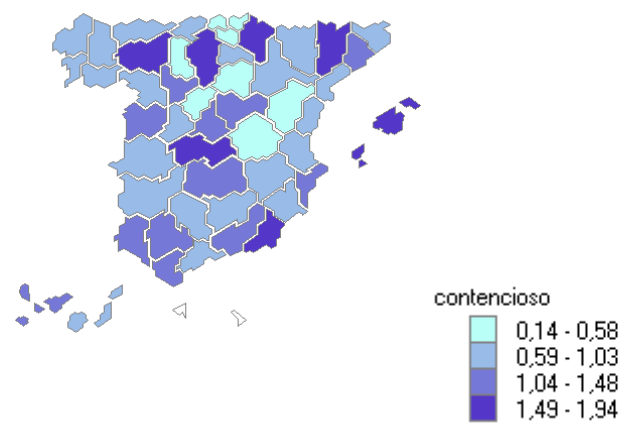 contencioso
0,14 - 0,58
0,59 - 1,03
1,04 - 1,48
1,49 - 1,94